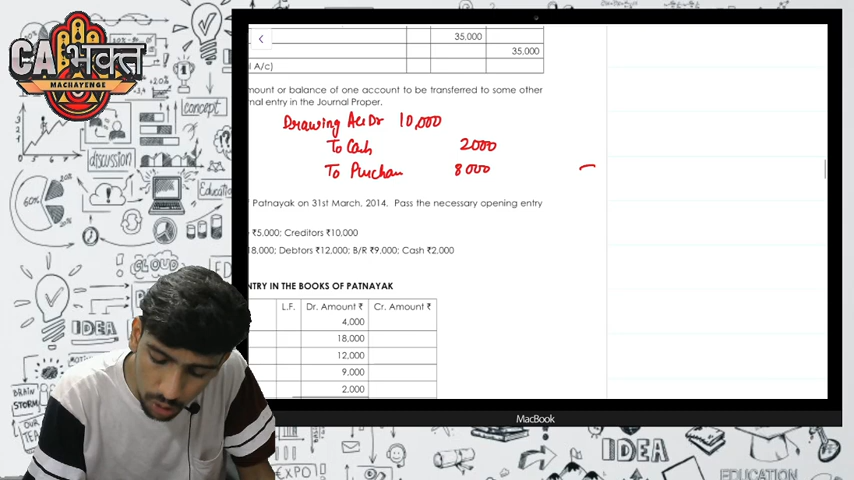 CA भक्त
MACHAYENGE
35,000
35,000
l A/c)
mount or balance of one account to be transferred to some other
nal entry in the Journal Proper.
Drawing A/c Dr 10,000
To Cash 2000
To Purchase 8000
f Patnayak on 31st March, 2014. Pass the necessary opening entry
₹5,000; Creditors ₹10,000
18,000; Debtors ₹12,000; B/R ₹9,000; Cash ₹2,000
NTRY IN THE BOOKS OF PATNAYAK
L.F. Dr. Amount ₹ Cr. Amount ₹
4,000
18,000
12,000
9,000
2,000
MacBook
concept
discussion
60%
20%
CLOUD
IDEA
BRAIN
STORM
IDEA
EXPO
EDUCATION